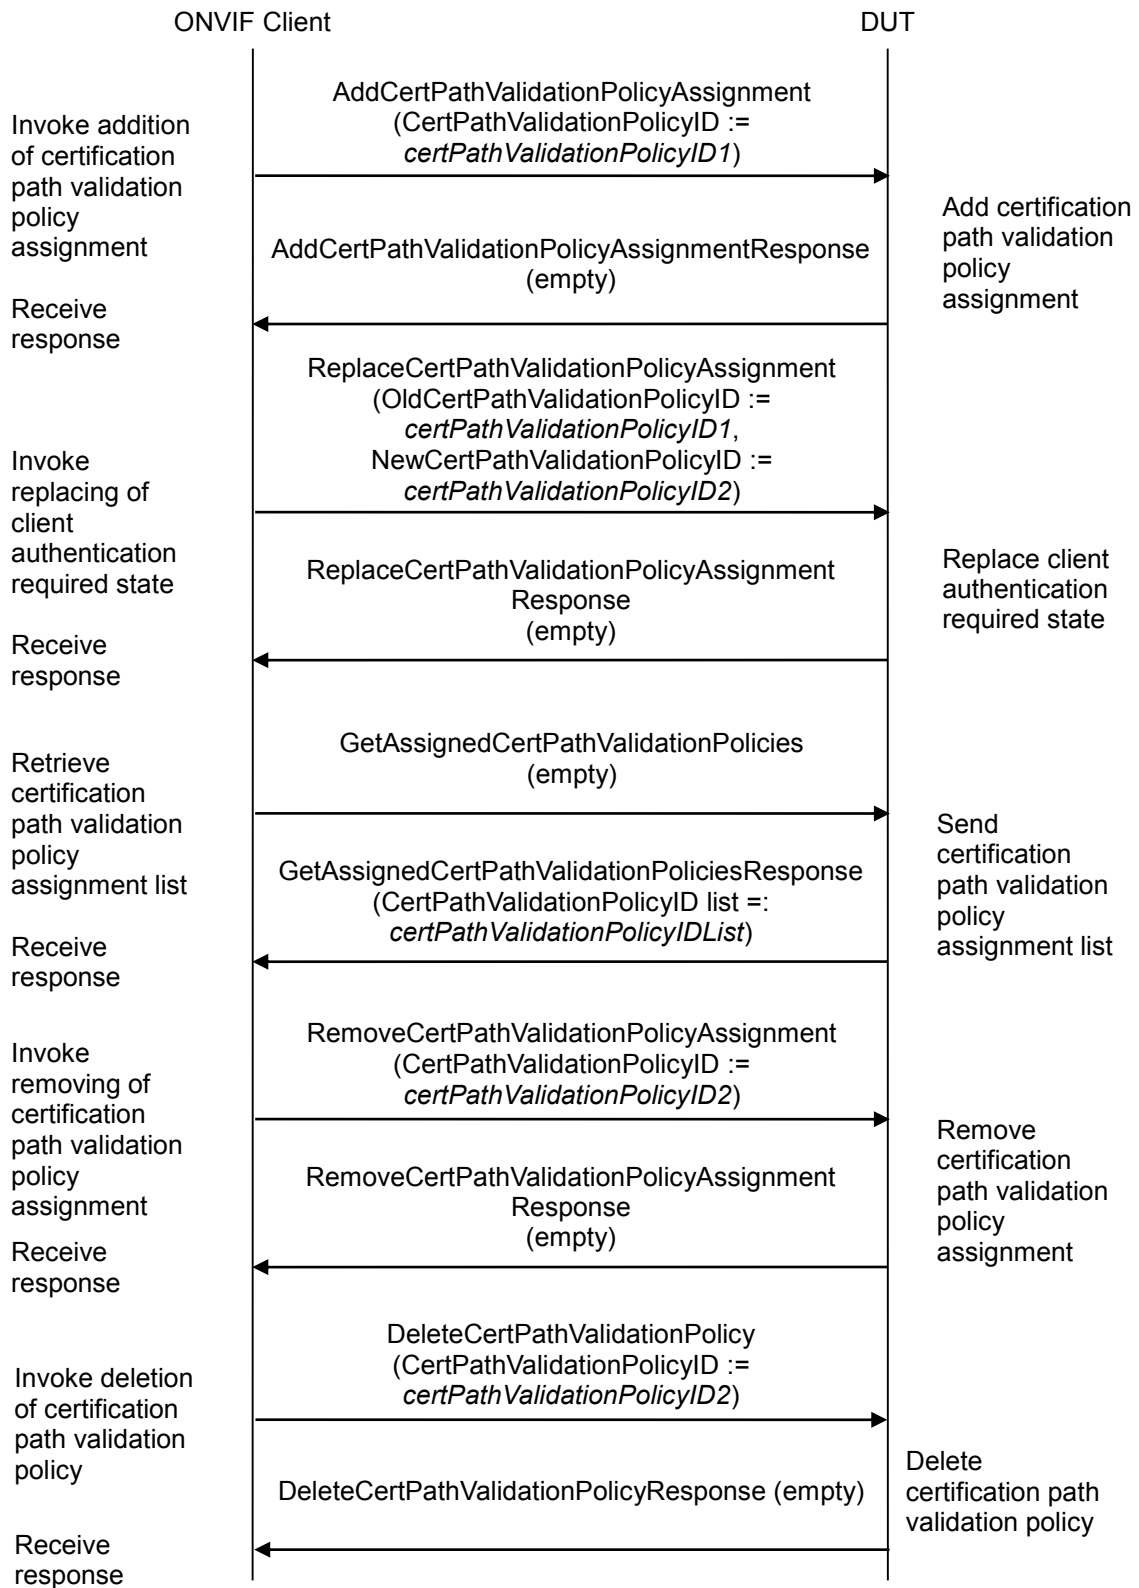 ONVIF Client
DUT
AddCertPathValidationPolicyAssignment
(CertPathValidationPolicyID :=
certPathValidationPolicyID1)
Invoke addition
of certification
path validation
policy
assignment
Add certification
path validation
policy
assignment
AddCertPathValidationPolicyAssignmentResponse
(empty)
Receive
response
ReplaceCertPathValidationPolicyAssignment
(OldCertPathValidationPolicyID :=
certPathValidationPolicyID1,
NewCertPathValidationPolicyID :=
certPathValidationPolicyID2)
Invoke
replacing of
client
authentication
required state
ReplaceCertPathValidationPolicyAssignment
Response
(empty)
Replace client
authentication
required state
Receive
response
GetAssignedCertPathValidationPolicies
(empty)
Retrieve
certification
path validation
policy
assignment list
Send
certification
path validation
policy
assignment list
GetAssignedCertPathValidationPoliciesResponse
(CertPathValidationPolicyID list =:
certPathValidationPolicyIDList)
Receive
response
RemoveCertPathValidationPolicyAssignment
(CertPathValidationPolicyID :=
certPathValidationPolicyID2)
Invoke
removing of
certification
path validation
policy
assignment
Remove
certification
path validation
policy
assignment
RemoveCertPathValidationPolicyAssignment
Response
(empty)
Receive
response
DeleteCertPathValidationPolicy
(CertPathValidationPolicyID :=
certPathValidationPolicyID2)
Invoke deletion
of certification
path validation
policy
Delete
certification path
validation policy
DeleteCertPathValidationPolicyResponse (empty)
Receive
response